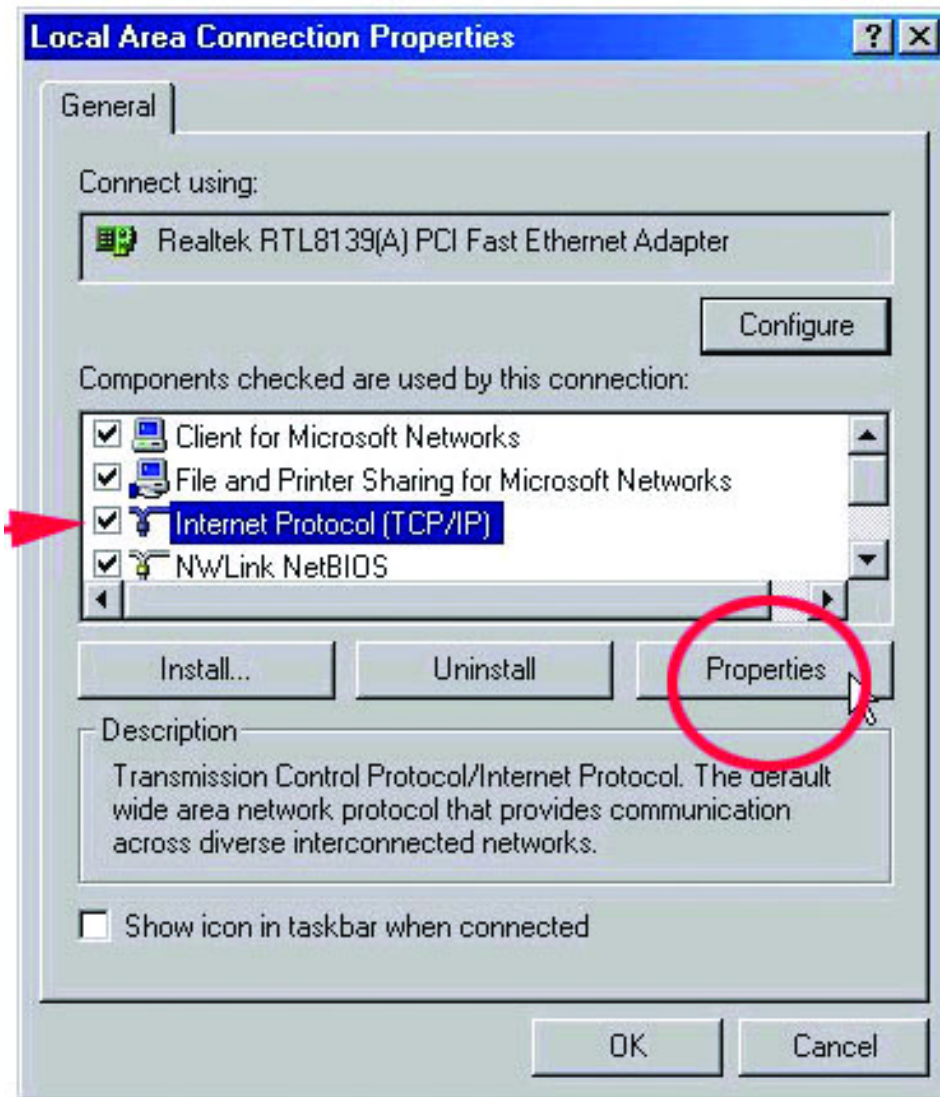 Local Area Connection Properties
General
Connect using:
Realtek RTL8139(A) PCI Fast Ethernet Adapter
Configure
Components checked are used by this connection:
Client for Microsoft Networks
File and Printer Sharing for Microsoft Networks
Internet Protocol (TCP/IP)
NWLink NetBIOS
Install... Uninstall Properties
Description
Transmission Control Protocol/Internet Protocol. The default
wide area network protocol that provides communication
across diverse interconnected networks.
Show icon in taskbar when connected
OK Cancel